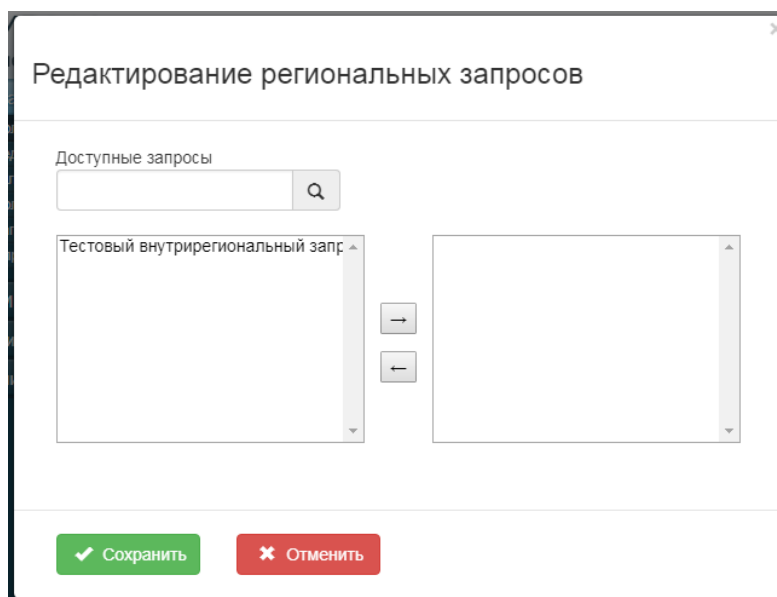 Редактирование региональных запросов
Доступные запросы
Тестовый внутрирегиональный запр
→
←
Сохранить
Отменить